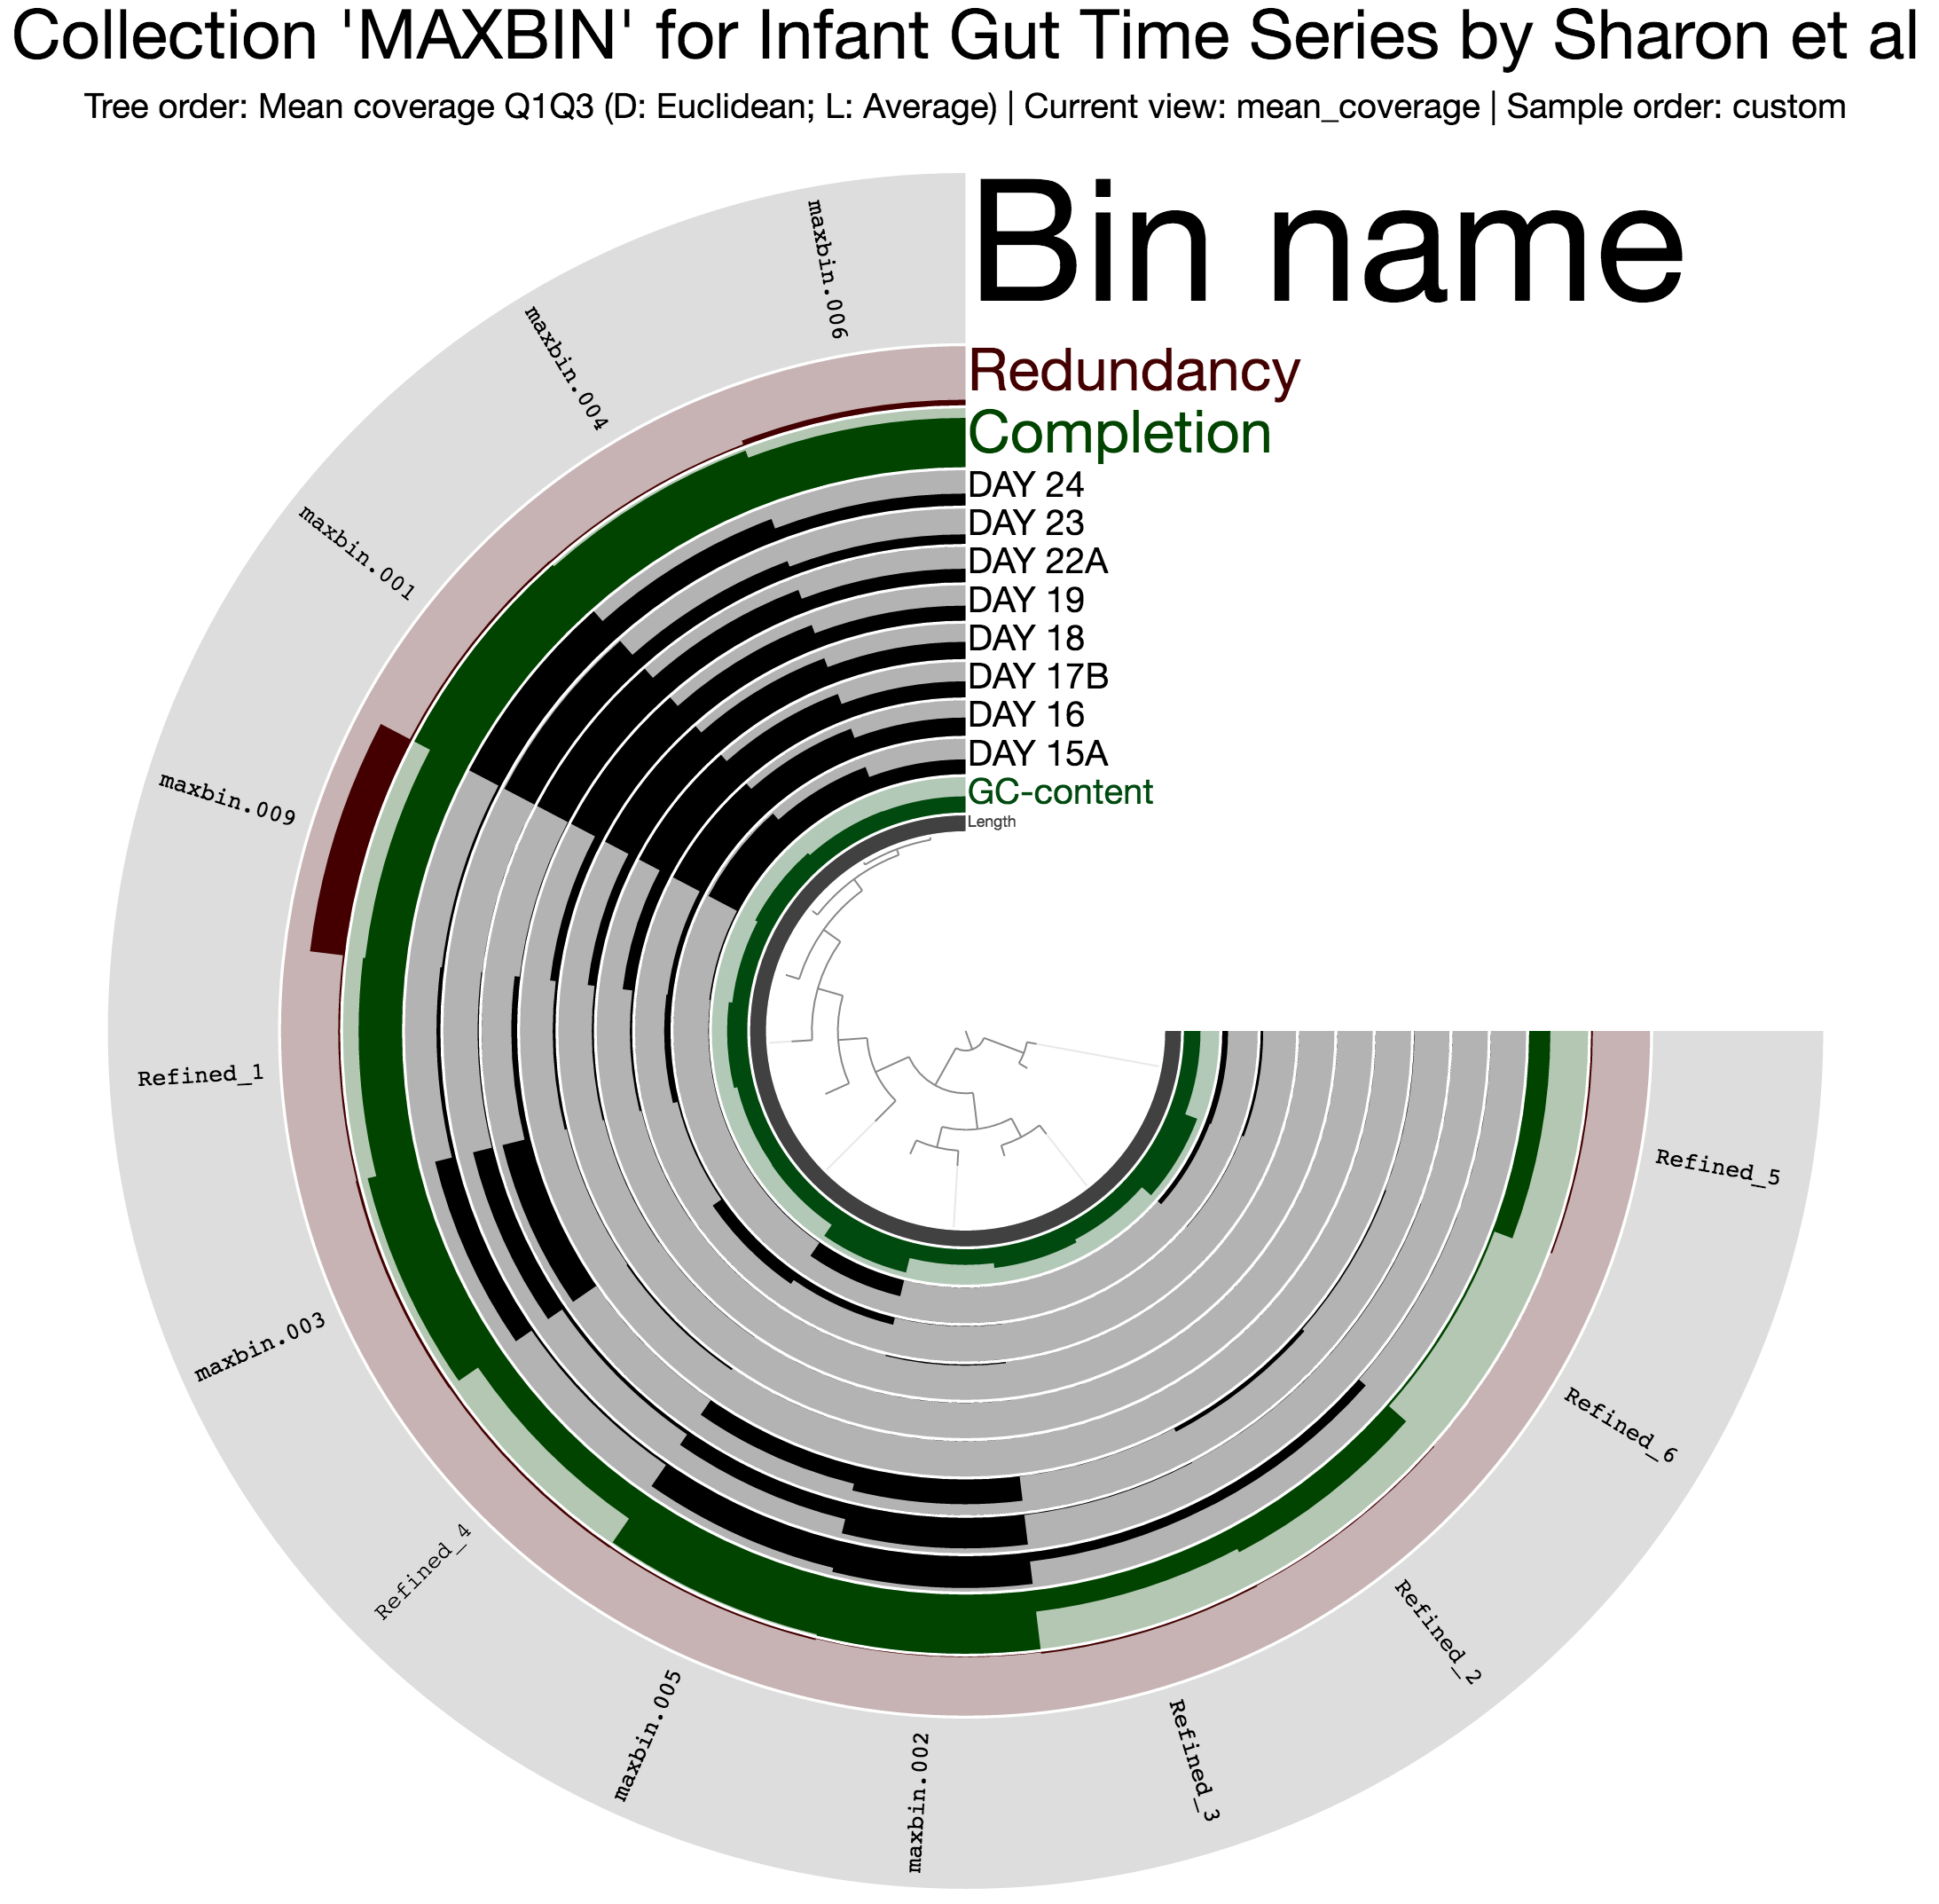 Collection 'MAXBIN' for Infant Gut Time Series by Sharon et al
Tree order: Mean coverage Q1Q3 (D: Euclidean; L: Average) | Current view: mean_coverage | Sample order: custom
Bin name
Redundancy
Completion
DAY 24
DAY 23
DAY 22A
DAY 19
DAY 18
DAY 17B
DAY 16
DAY 15A
GC-content
Length
maxbin.006
maxbin.004
maxbin.001
maxbin.009
Refined_1
maxbin.003
Refined_4
maxbin.005
maxbin.002
Refined_3
Refined_2
Refined_6
Refined_5